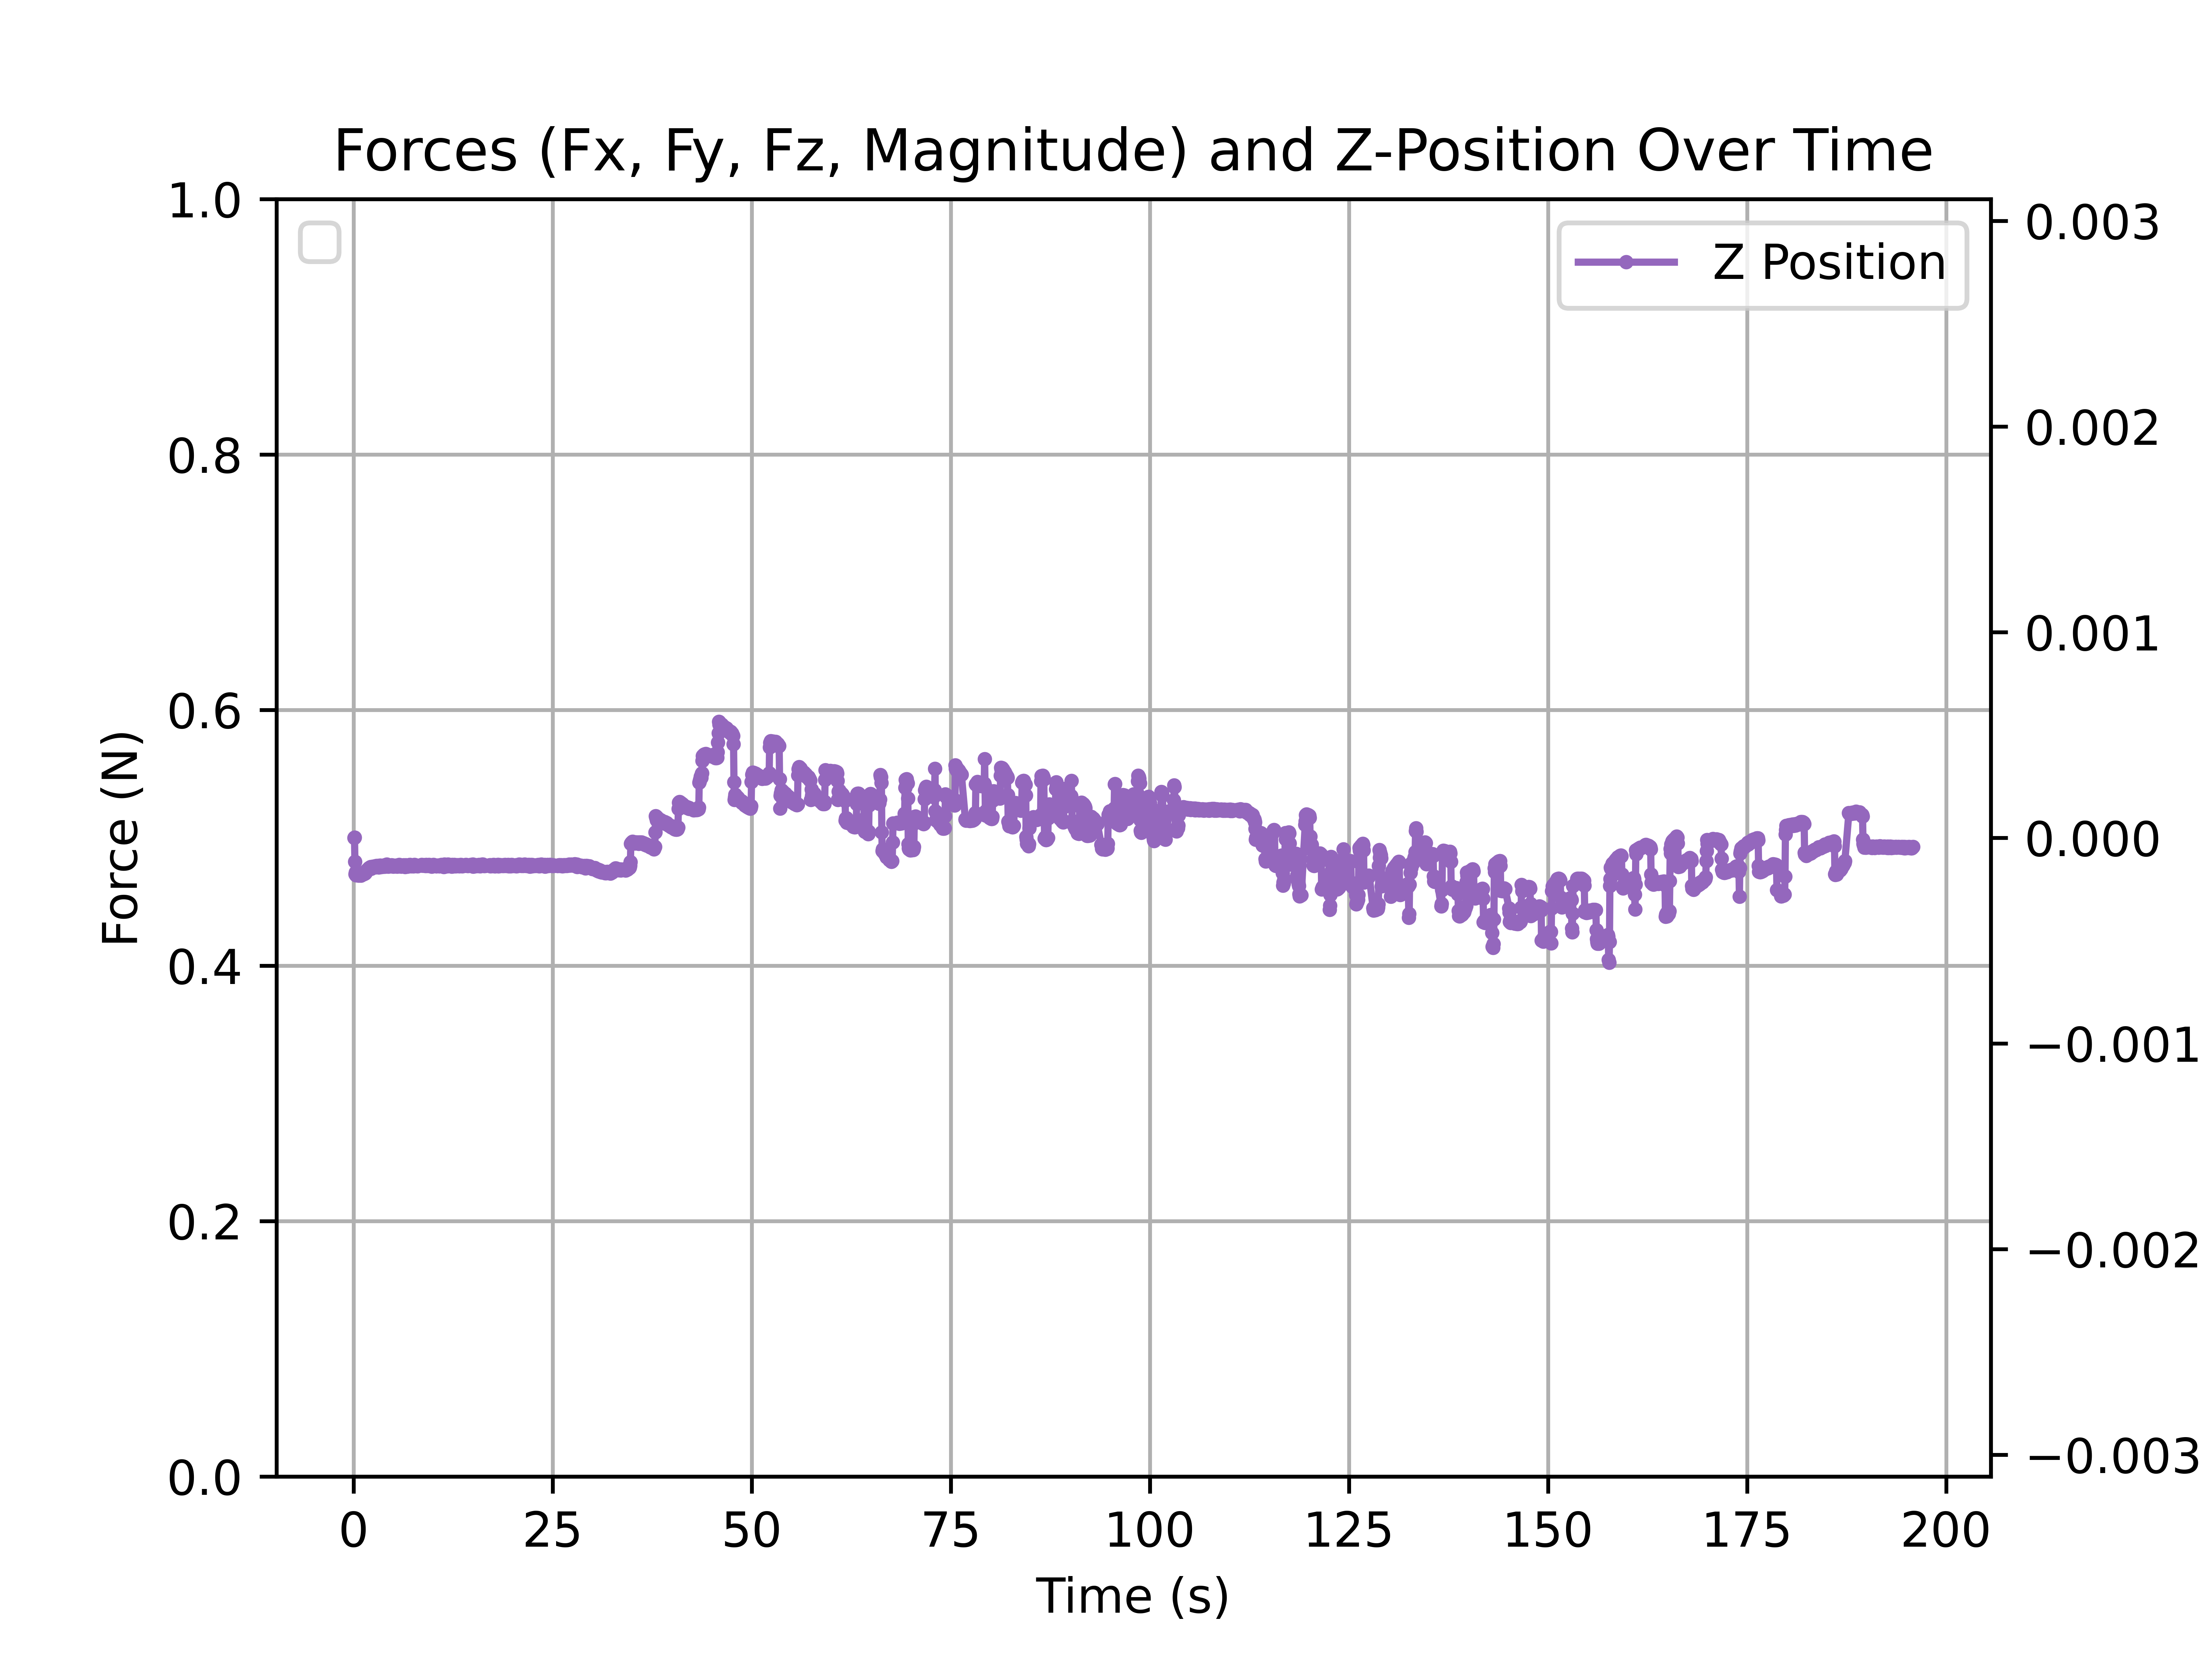 Forces (Fx, Fy, Fz, Magnitude) and Z-Position Over Time
1.0
0.8
0.6
0.4
0.2
0.0
Force (N)
Z Position
0.003
0.002
0.001
0.000
−0.001
−0.002
−0.003
0 25 50 75 100 125 150 175 200
Time (s)